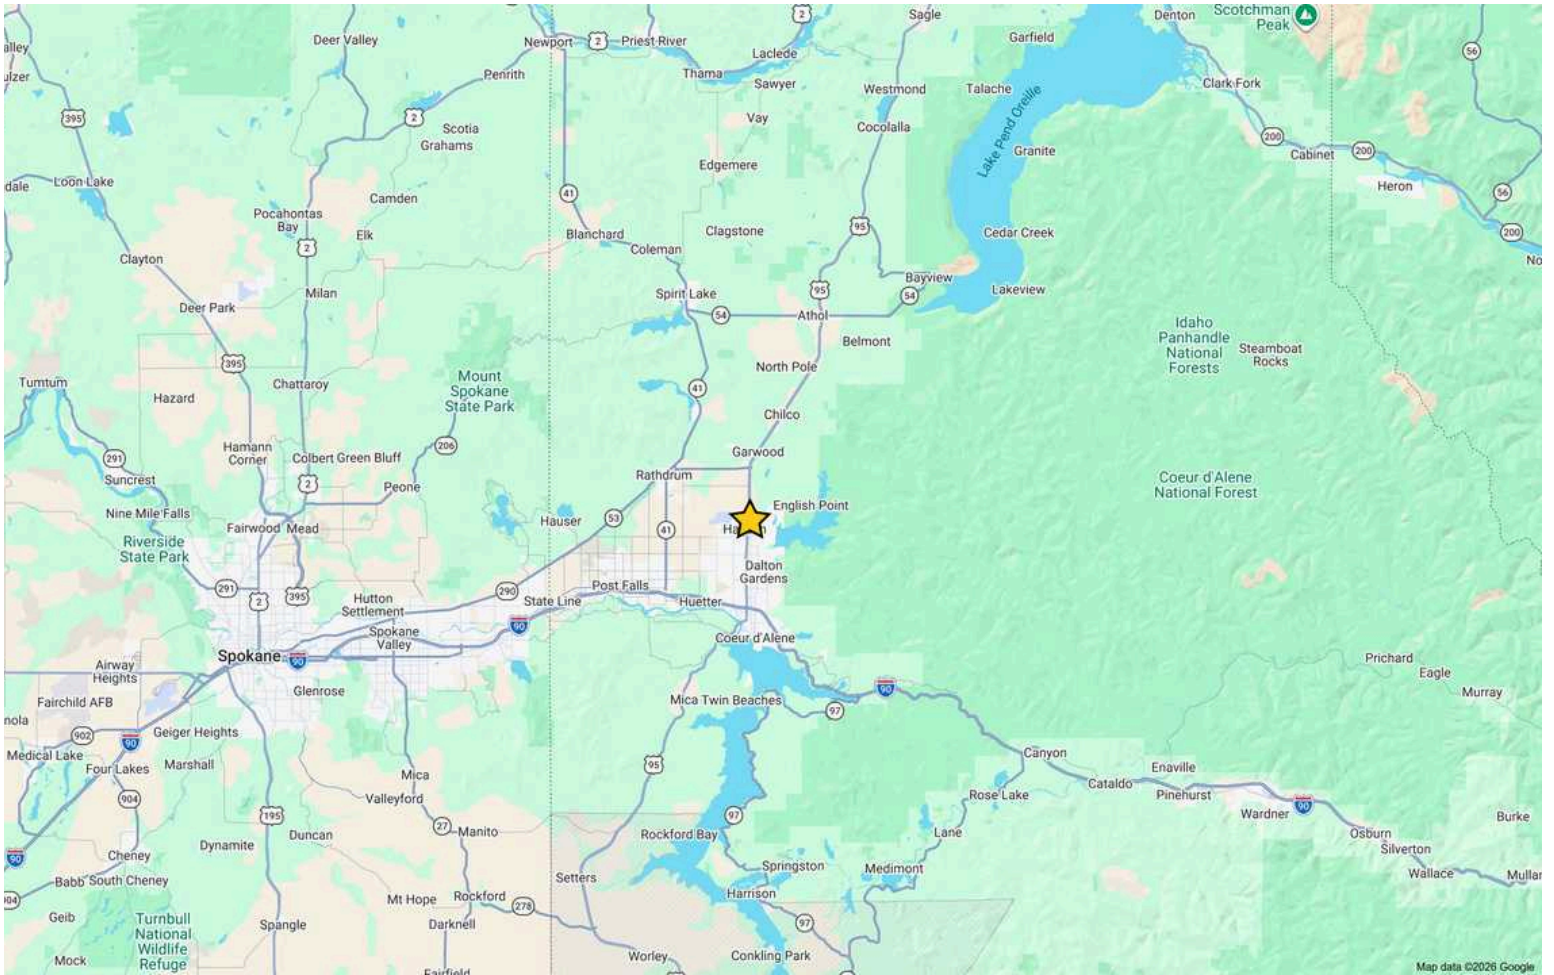 Scotchman
Peak
Denton
Sagle
2
Deer Valley
Garfield
Newport
2
Priest River
Laclede
56
Thama
Sawyer
Penrith
Westmond
Talache
Clark Fork
395
2
Vay
Cocolalla
Scotia
Grahams
Lake Pend Oreille
200
Granite
Cabinet
200
Edgemere
Loon Lake
Heron
56
41
Camden
Pocahontas
Bay
95
Clagstone
Cedar Creek
200
Elk
Blanchard
2
Coleman
Clayton
Bayview
Milan
Spirit Lake
95
54
Lakeview
Deer Park
54
Athol
Belmont
Idaho
Panhandle
National
Forests
Steamboat
Rocks
395
North Pole
Tumtum
Chattaroy
Mount
Spokane
State Park
41
Hazard
Chilco
206
Hamann
Corner
Colbert
Green Bluff
Garwood
291
Suncrest
2
Peone
Rathdrum
Coeur d'Alene
National Forest
English Point
Nine Mile Falls
Hauser
53
41
Fairwood
Mead
Riverside
State Park
Dalton
Gardens
291
2
395
290
Post Falls
Hutton
Settlement
State Line
Huetter
90
Spokane
Valley
Coeur d'Alene
Spokane
90
Airway
Heights
Prichard
Eagle
Murray
Glenrose
90
Fairchild AFB
Mica
Twin Beaches
97
902
90
Geiger Heights
Medical Lake
Four Lakes
Marshall
95
Canyon
Mica
Enaville
Cataldo
Pinehurst
Valleyford
904
Rose Lake
90
Wardner
195
97
Burke
27
Manito
Duncan
Rockford Bay
Lane
Osburn
Dynamite
Silverton
Cheney
90
Springston
Medimont
Wallace
Babb
South Cheney
Setters
Harrison
Mt Hope
Rockford
278
Geib
Turnbull
National
Wildlife
Refuge
Spangle
Darknell
97
Mock
Worley
Conkling Park
Fairfield
Map data ©2026 Google